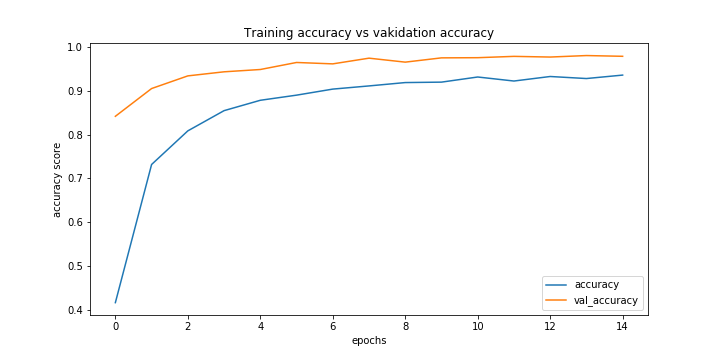 Training accuracy vs vakidation accuracy
1.0
0.9
0.8
0.7
0.6
0.5
0.4
accuracy score
0 2 4 6 8 10 12 14
epochs
accuracy
val_accuracy